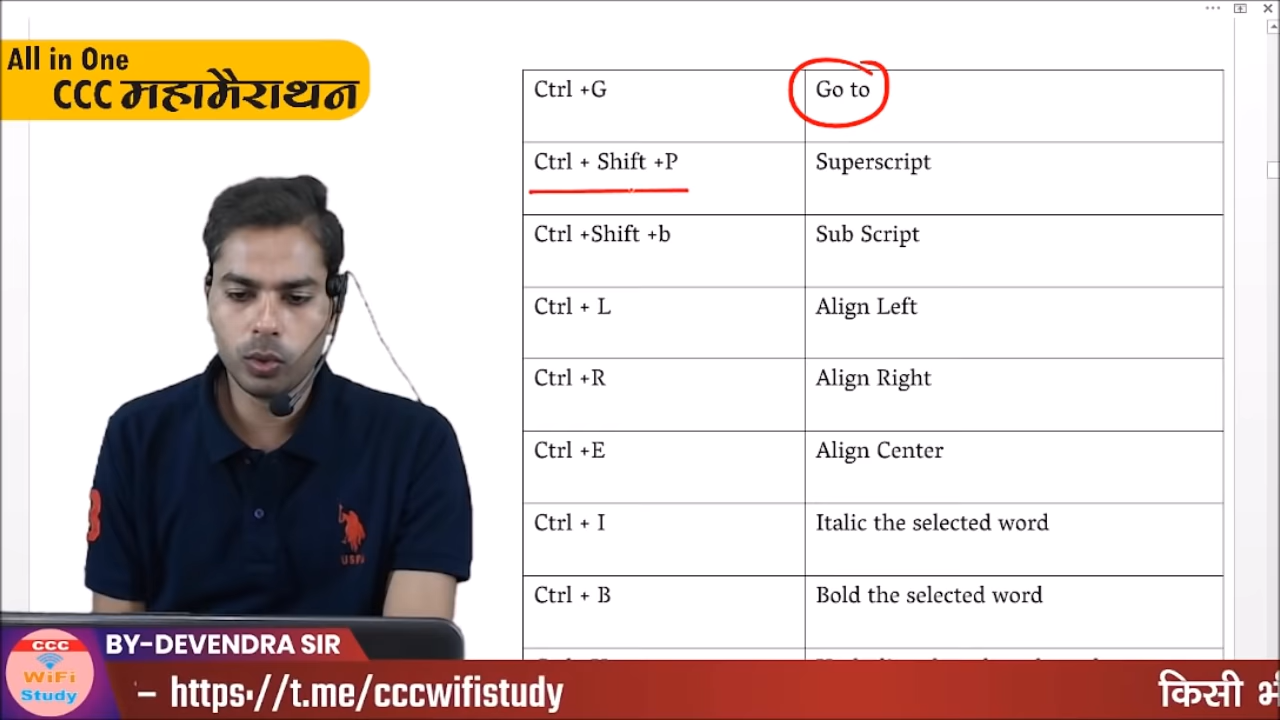 All in One
CCC महामैराथन
Ctrl +G Go to
Ctrl + Shift +P Superscript
Ctrl +Shift +b Sub Script
Ctrl + L Align Left
Ctrl +R Align Right
Ctrl +E Align Center
Ctrl + I Italic the selected word
Ctrl + B Bold the selected word
USPA
CCC
WiFi
Study
BY-DEVENDRA SIR
– https://t.me/cccwifistudy
किसी